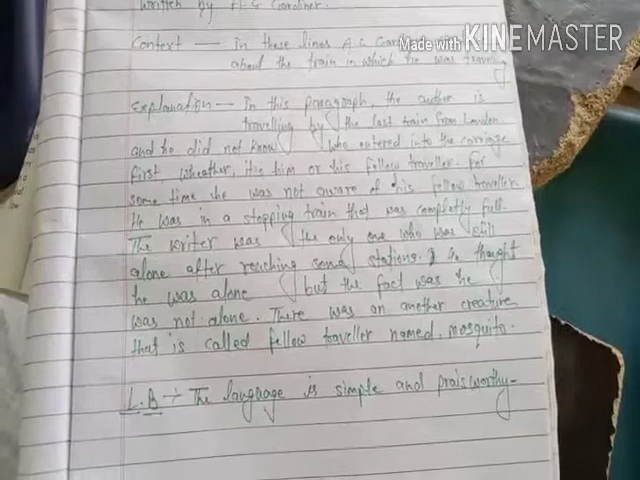 Written by A.G Gardiner.
Made with KINEMASTER
Context — In these lines A G
about the train in which he was travelling
Explanation — In this paragraph, the author is
travelling by the last train from London
and he did not know who entered into the carriage
first, wheather, it is him or his fellow traveller. For
some time he was not aware of his fellow traveller.
He was in a stopping train that was completly full.
The writer was the only one who was still
alone after reaching some stations. he thought
he was alone but the fact was he
was not alone. There was an another creature
that is called fellow traveller named. mosquito.
L.B ÷ The language is simple and praisworthy-